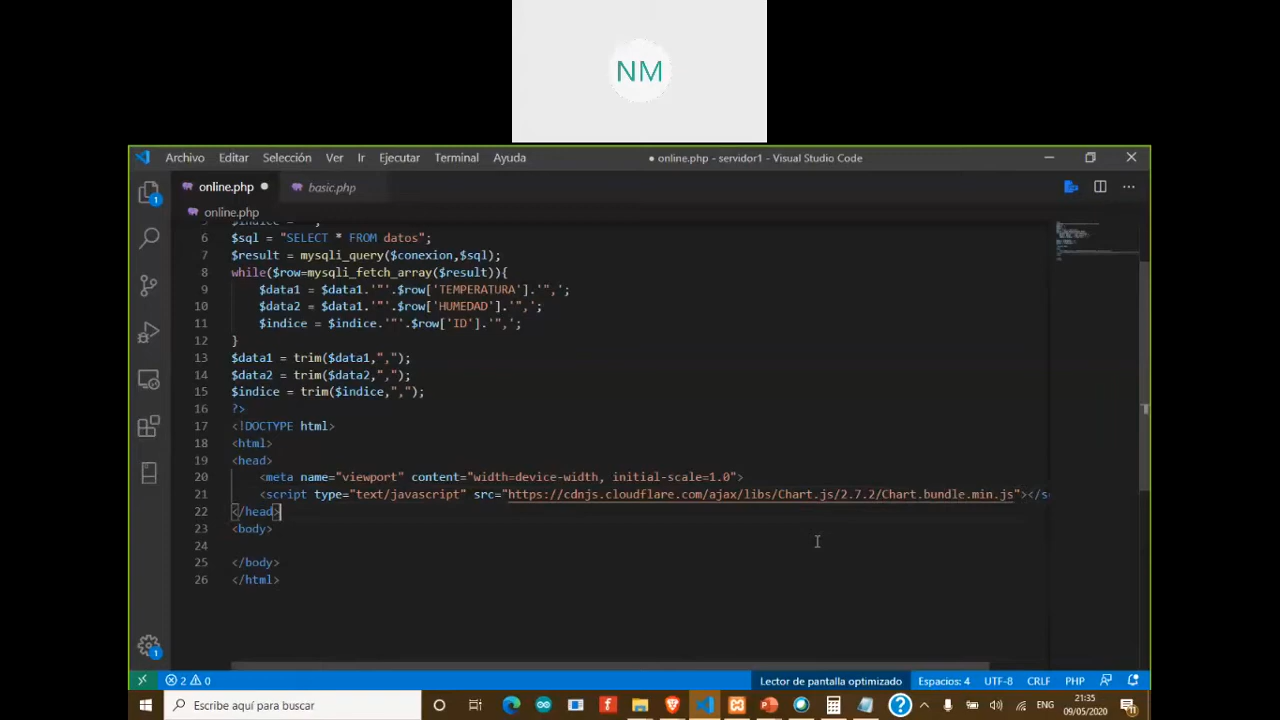 NM
Archivo Editar Selección Ver Ir Ejecutar Terminal Ayuda
● online.php - servidor1 - Visual Studio Code
online.php ● basic.php
online.php
6 $sql = "SELECT * FROM datos";
7 $result = mysqli_query($conexion,$sql);
8 while($row=mysqli_fetch_array($result)){
9 $data1 = $data1.'"'.$row['TEMPERATURA'].'",';
10 $data2 = $data1.'"'.$row['HUMEDAD'].'",';
11 $indice = $indice.'"'.$row['ID'].'",';
12 }
13 $data1 = trim($data1,",");
14 $data2 = trim($data2,",");
15 $indice = trim($indice,",");
16 ?>
17 <!DOCTYPE html>
18 <html>
19 <head>
20 <meta name="viewport" content="width=device-width, initial-scale=1.0">
21 <script type="text/javascript" src="https://cdnjs.cloudflare.com/ajax/libs/Chart.js/2.7.2/Chart.bundle.min.js"></s
22 </head>
23 <body>
24
25 </body>
26 </html>
2 0 Lector de pantalla optimizado Espacios: 4 UTF-8 CRLF PHP
Escribe aquí para buscar
ENG
21:35
09/05/2020
11